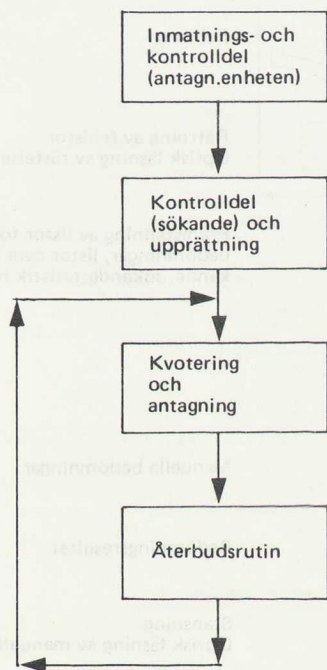 Inmatnings- och
kontrolldel
(antagn.enheten)
Kontrolldel
(sökande) och
upprättning
Kvotering
och
antagning
Återbudsrutin